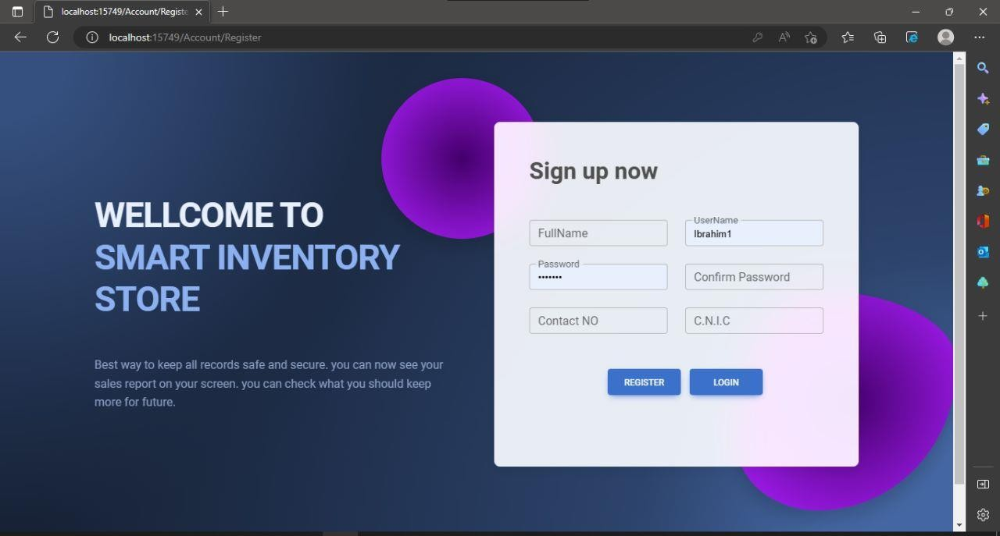 localhost:15749/Account/Registe
localhost:15749/Account/Register
WELLCOME TO
SMART INVENTORY
STORE
Best way to keep all records safe and secure. you can now see your
sales report on your screen. you can check what you should keep
more for future.
Sign up now
FullName
UserName
Ibrahim1
Password
•••••••
Confirm Password
Contact NO
C.N.I.C
REGISTER
LOGIN